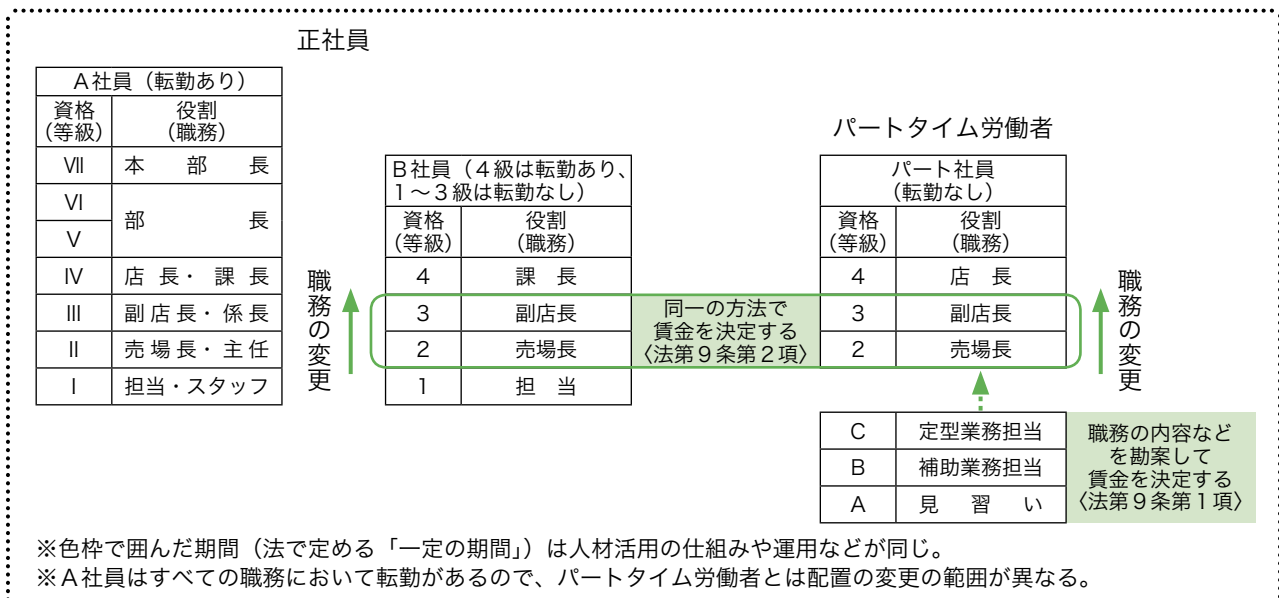 正社員
A社員（転勤あり）
資格
（等級）
役割
（職務）
Ⅶ 本部長
Ⅵ
Ⅴ
部長
Ⅳ 店長・課長
Ⅲ 副店長・係長
Ⅱ 売場長・主任
Ⅰ 担当・スタッフ
職務の変更
B社員（４級は転勤あり、
１～３級は転勤なし）
資格
（等級）
役割
（職務）
4 課長
3 副店長
2 売場長
1 担当
同一の方法で
賃金を決定する
〈法第９条第２項〉
パートタイム労働者
パート社員
（転勤なし）
資格
（等級）
役割
（職務）
4 店長
3 副店長
2 売場長
職務の変更
C 定型業務担当
B 補助業務担当
A 見習い
職務の内容など
を勘案して
賃金を決定する
〈法第９条第１項〉
※色枠で囲んだ期間（法で定める「一定の期間」）は人材活用の仕組みや運用などが同じ。
※A社員はすべての職務において転勤があるので、パートタイム労働者とは配置の変更の範囲が異なる。